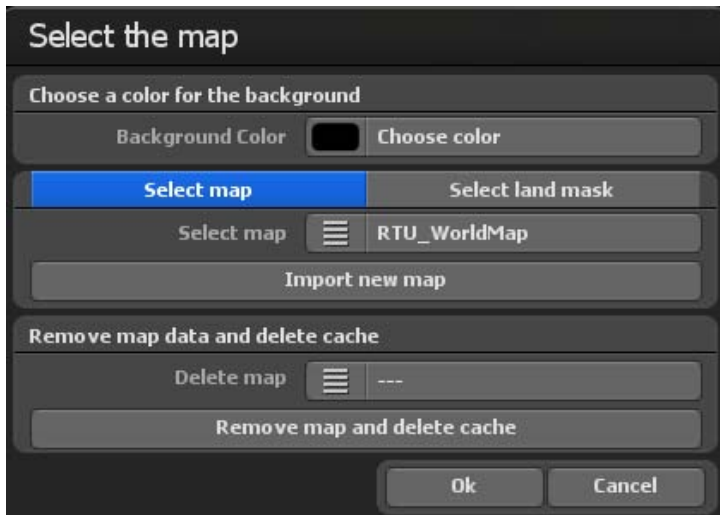 Select the map
Choose a color for the background
Background Color Choose color
Select map Select land mask
Select map RTU_WorldMap
Import new map
Remove map data and delete cache
Delete map ---
Remove map and delete cache
Ok Cancel